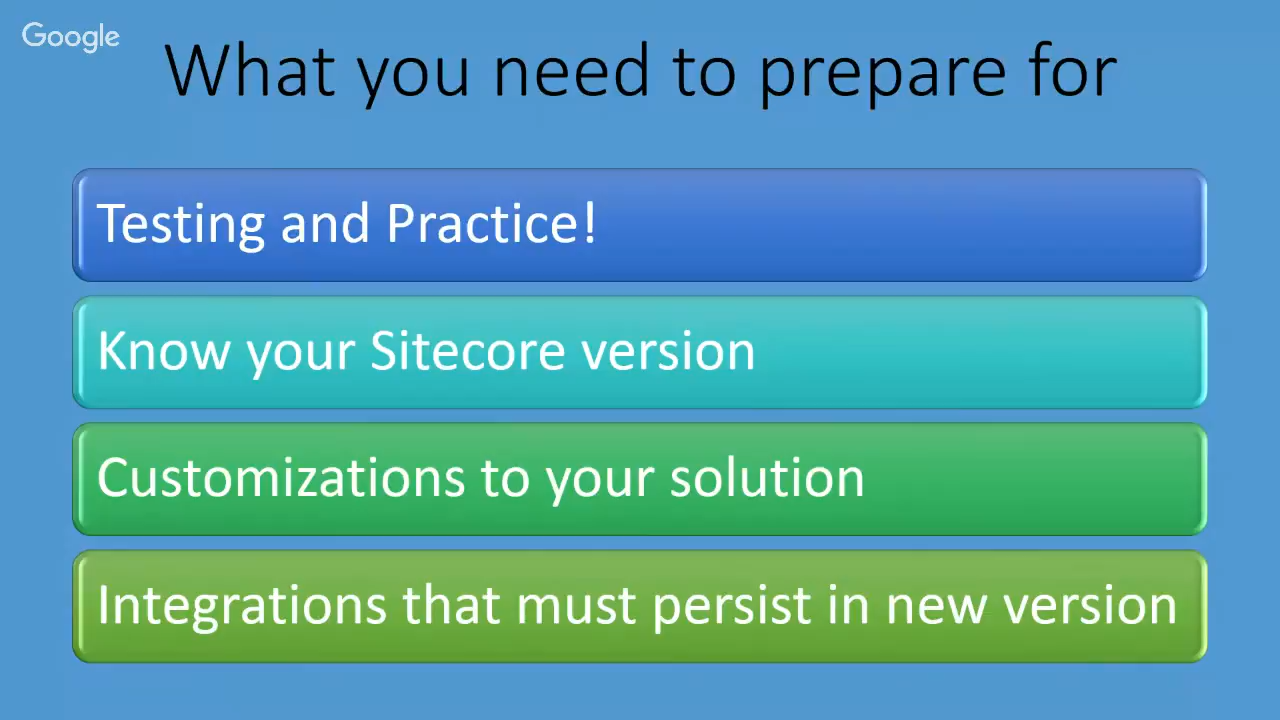 Google
What you need to prepare for
Testing and Practice!
Know your Sitecore version
Customizations to your solution
Integrations that must persist in new version